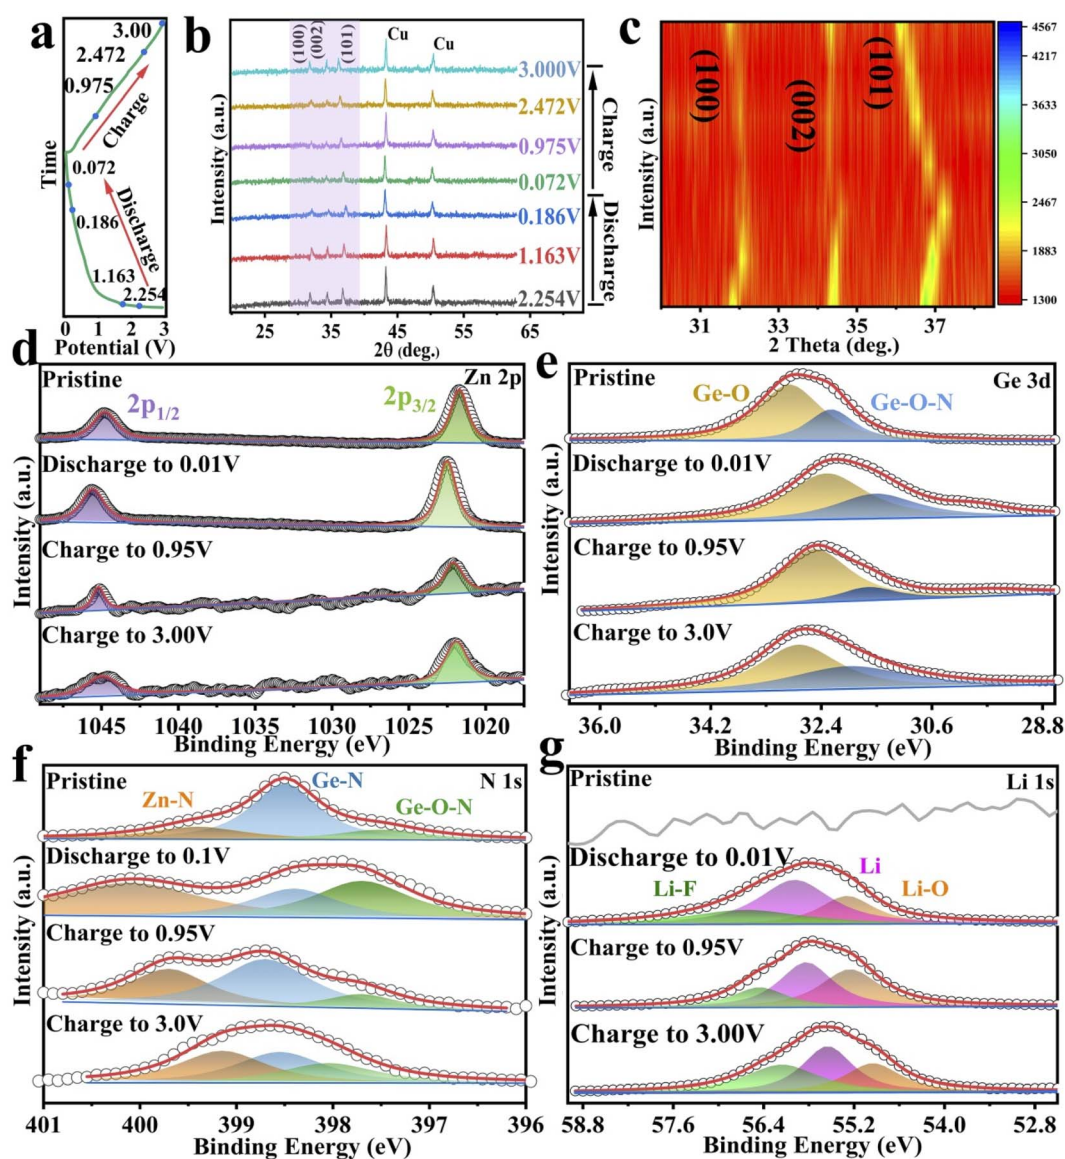 a
3.00
2.472
0.975
Charge
0.072
Discharge
0.186
1.163
2.254
Time
0 1 2 3
Potential (V)
b
(100) (002) (101)
Cu Cu
3.000V
2.472V
0.975V
0.072V
0.186V
1.163V
2.254V
Charge
Discharge
Intensity (a.u.)
25 35 45 55 65
2θ (deg.)
c
(100)
(002)
(101)
Intensity (a.u.)
31 33 35 37
2 Theta (deg.)
4567
4217
3633
3050
2467
1883
1300
d
Pristine Zn 2p
2p1/2 2p3/2
Discharge to 0.01V
Charge to 0.95V
Charge to 3.00V
Intensity (a.u.)
1045 1040 1035 1030 1025 1020
Binding Energy (eV)
e
Pristine Ge 3d
Ge-O Ge-O-N
Discharge to 0.01V
Charge to 0.95V
Charge to 3.0V
Intensity (a.u.)
36.0 34.2 32.4 30.6 28.8
Binding Energy (eV)
f
Pristine N 1s
Zn-N Ge-N Ge-O-N
Discharge to 0.1V
Charge to 0.95V
Charge to 3.0V
Intensity (a.u.)
401 400 399 398 397 396
Binding Energy (eV)
g
Pristine Li 1s
Discharge to 0.01V
Li-F Li Li-O
Charge to 0.95V
Charge to 3.00V
Intensity (a.u.)
58.8 57.6 56.4 55.2 54.0 52.8
Binding Energy (eV)